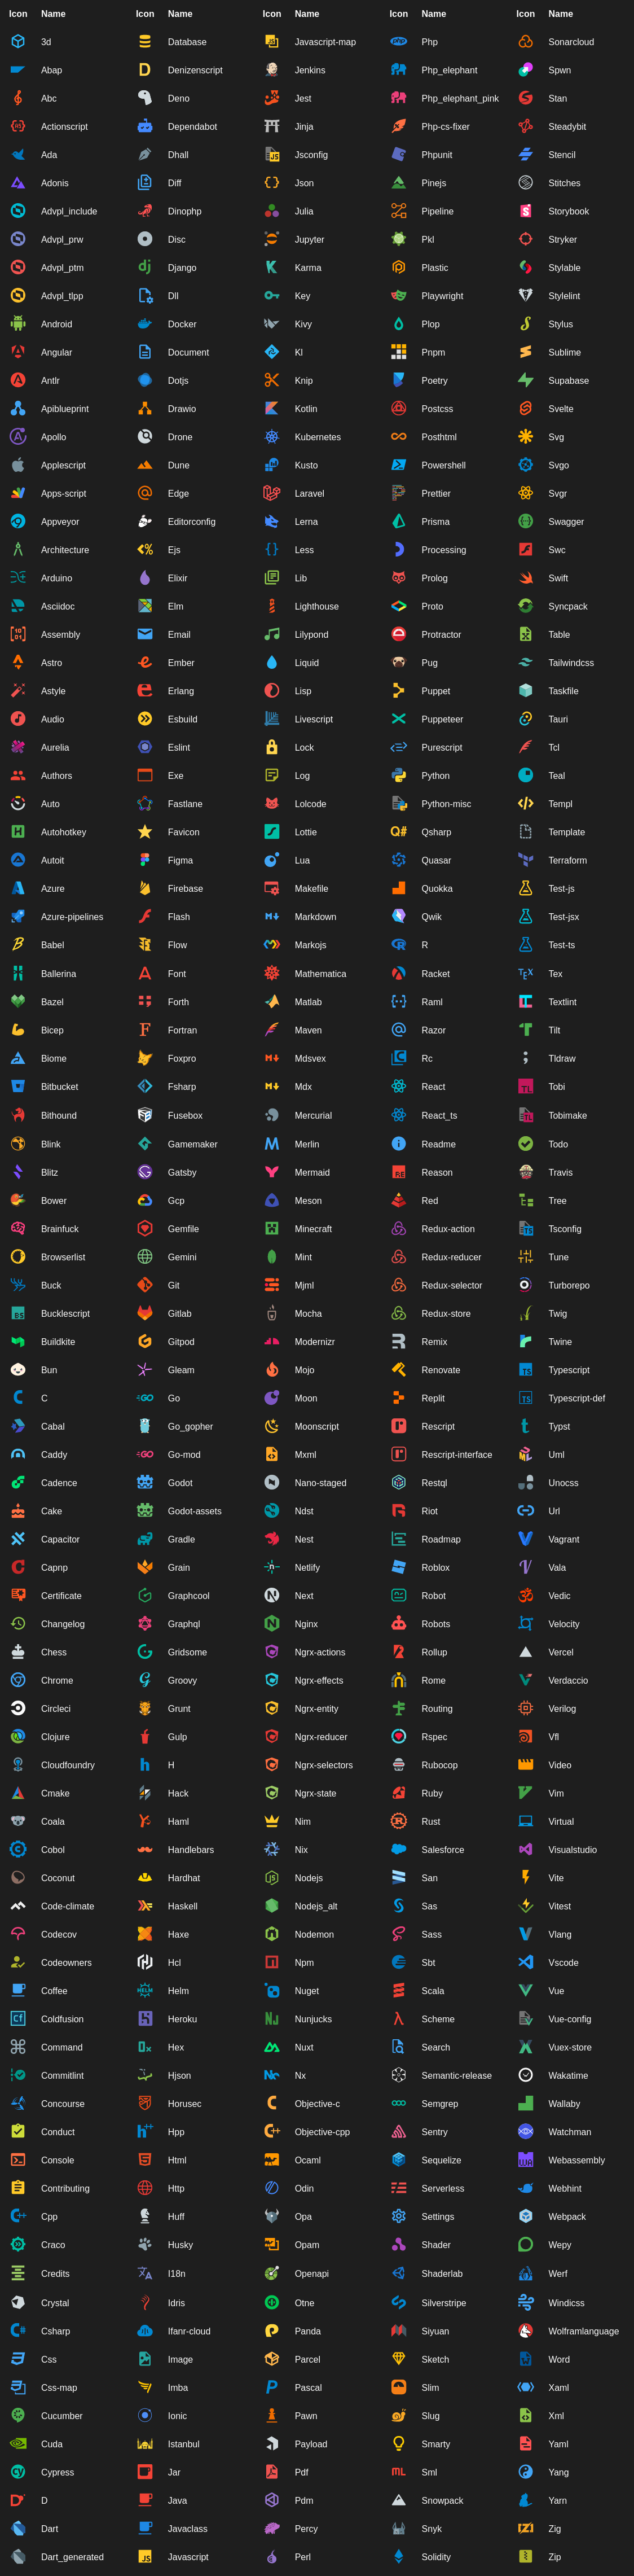 Icon Name Icon Name Icon Name Icon Name Icon Name
3d Database Javascript-map Php Sonarcloud
Abap Denizenscript Jenkins Php_elephant Spwn
Abc Deno Jest Php_elephant_pink Stan
Actionscript Dependabot Jinja Php-cs-fixer Steadybit
Ada Dhall Jsconfig Phpunit Stencil
Adonis Diff Json Pinejs Stitches
Advpl_include Dinophp Julia Pipeline Storybook
Advpl_prw Disc Jupyter Pkl Stryker
Advpl_ptm Django Karma Plastic Stylable
Advpl_tlpp Dll Key Playwright Stylelint
Android Docker Kivy Plop Stylus
Angular Document Kl Pnpm Sublime
Antlr Dotjs Knip Poetry Supabase
Apiblueprint Drawio Kotlin Postcss Svelte
Apollo Drone Kubernetes Posthtml Svg
Applescript Dune Kusto Powershell Svgo
Apps-script Edge Laravel Prettier Svgr
Appveyor Editorconfig Lerna Prisma Swagger
Architecture Ejs Less Processing Swc
Arduino Elixir Lib Prolog Swift
Asciidoc Elm Lighthouse Proto Syncpack
Assembly Email Lilypond Protractor Table
Astro Ember Liquid Pug Tailwindcss
Astyle Erlang Lisp Puppet Taskfile
Audio Esbuild Livescript Puppeteer Tauri
Aurelia Eslint Lock Purescript Tcl
Authors Exe Log Python Teal
Auto Fastlane Lolcode Python-misc Templ
Autohotkey Favicon Lottie Qsharp Template
Autoit Figma Lua Quasar Terraform
Azure Firebase Makefile Quokka Test-js
Azure-pipelines Flash Markdown Qwik Test-jsx
Babel Flow Markojs R Test-ts
Ballerina Font Mathematica Racket Tex
Bazel Forth Matlab Raml Textlint
Bicep Fortran Maven Razor Tilt
Biome Foxpro Mdsvex Rc Tldraw
Bitbucket Fsharp Mdx React Tobi
Bithound Fusebox Mercurial React_ts Tobimake
Blink Gamemaker Merlin Readme Todo
Blitz Gatsby Mermaid Reason Travis
Bower Gcp Meson Red Tree
Brainfuck Gemfile Minecraft Redux-action Tsconfig
Browserlist Gemini Mint Redux-reducer Tune
Buck Git Mjml Redux-selector Turborepo
Bucklescript Gitlab Mocha Redux-store Twig
Buildkite Gitpod Modernizr Remix Twine
Bun Gleam Mojo Renovate Typescript
C Go Moon Replit Typescript-def
Cabal Go_gopher Moonscript Rescript Typst
Caddy Go-mod Mxml Rescript-interface Uml
Cadence Godot Nano-staged Restql Unocss
Cake Godot-assets Ndst Riot Url
Capacitor Gradle Nest Roadmap Vagrant
Capnp Grain Netlify Roblox Vala
Certificate Graphcool Next Robot Vedic
Changelog Graphql Nginx Robots Velocity
Chess Gridsome Ngrx-actions Rollup Vercel
Chrome Groovy Ngrx-effects Rome Verdaccio
Circleci Grunt Ngrx-entity Routing Verilog
Clojure Gulp Ngrx-reducer Rspec Vfl
Cloudfoundry H Ngrx-selectors Rubocop Video
Cmake Hack Ngrx-state Ruby Vim
Coala Haml Nim Rust Virtual
Cobol Handlebars Nix Salesforce Visualstudio
Coconut Hardhat Nodejs San Vite
Code-climate Haskell Nodejs_alt Sas Vitest
Codecov Haxe Nodemon Sass Vlang
Codeowners Hcl Npm Sbt Vscode
Coffee Helm Nuget Scala Vue
Coldfusion Heroku Nunjucks Scheme Vue-config
Command Hex Nuxt Search Vuex-store
Commitlint Hjson Nx Semantic-release Wakatime
Concourse Horusec Objective-c Semgrep Wallaby
Conduct Hpp Objective-cpp Sentry Watchman
Console Html Ocaml Sequelize Webassembly
Contributing Http Odin Serverless Webhint
Cpp Huff Opa Settings Webpack
Craco Husky Opam Shader Wepy
Credits I18n Openapi Shaderlab Werf
Crystal Idris Otne Silverstripe Windicss
Csharp Ifanr-cloud Panda Siyuan Wolframlanguage
Css Image Parcel Sketch Word
Css-map Imba Pascal Slim Xaml
Cucumber Ionic Pawn Slug Xml
Cuda Istanbul Payload Smarty Yaml
Cypress Jar Pdf Sml Yang
D Java Pdm Snowpack Yarn
Dart Javaclass Percy Snyk Zig
Dart_generated Javascript Perl Solidity Zip